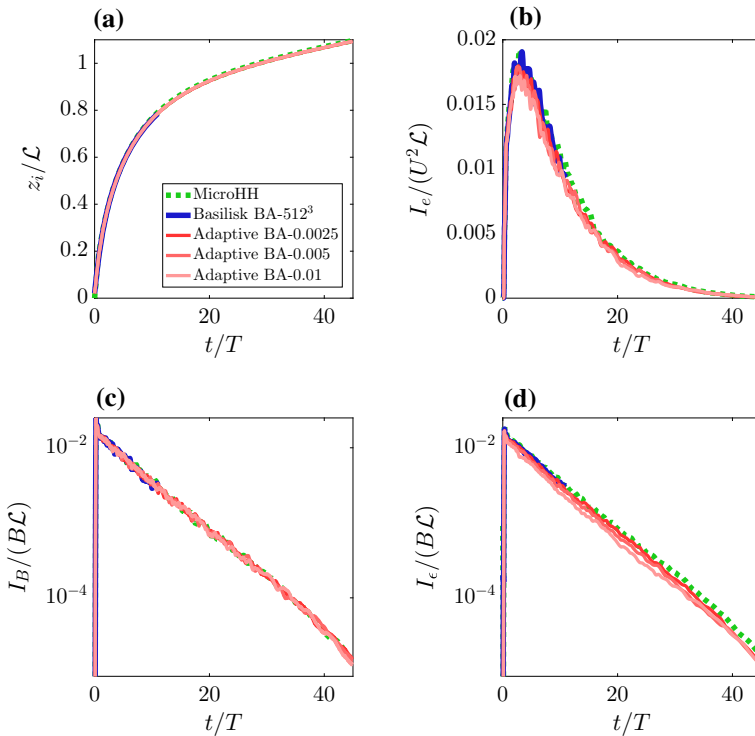 (a)
1
0.8
0.6
0.4
0.2
0
z_i/ℒ
MicroHH
Basilisk BA-512³
Adaptive BA-0.0025
Adaptive BA-0.005
Adaptive BA-0.01
0 20 40
t/T
(b)
0.02
0.015
0.01
0.005
0
I_e/(U²ℒ)
0 20 40
t/T
(c)
10⁻²
10⁻⁴
I_B/(Bℒ)
0 20 40
t/T
(d)
10⁻²
10⁻⁴
I_ϵ/(Bℒ)
0 20 40
t/T